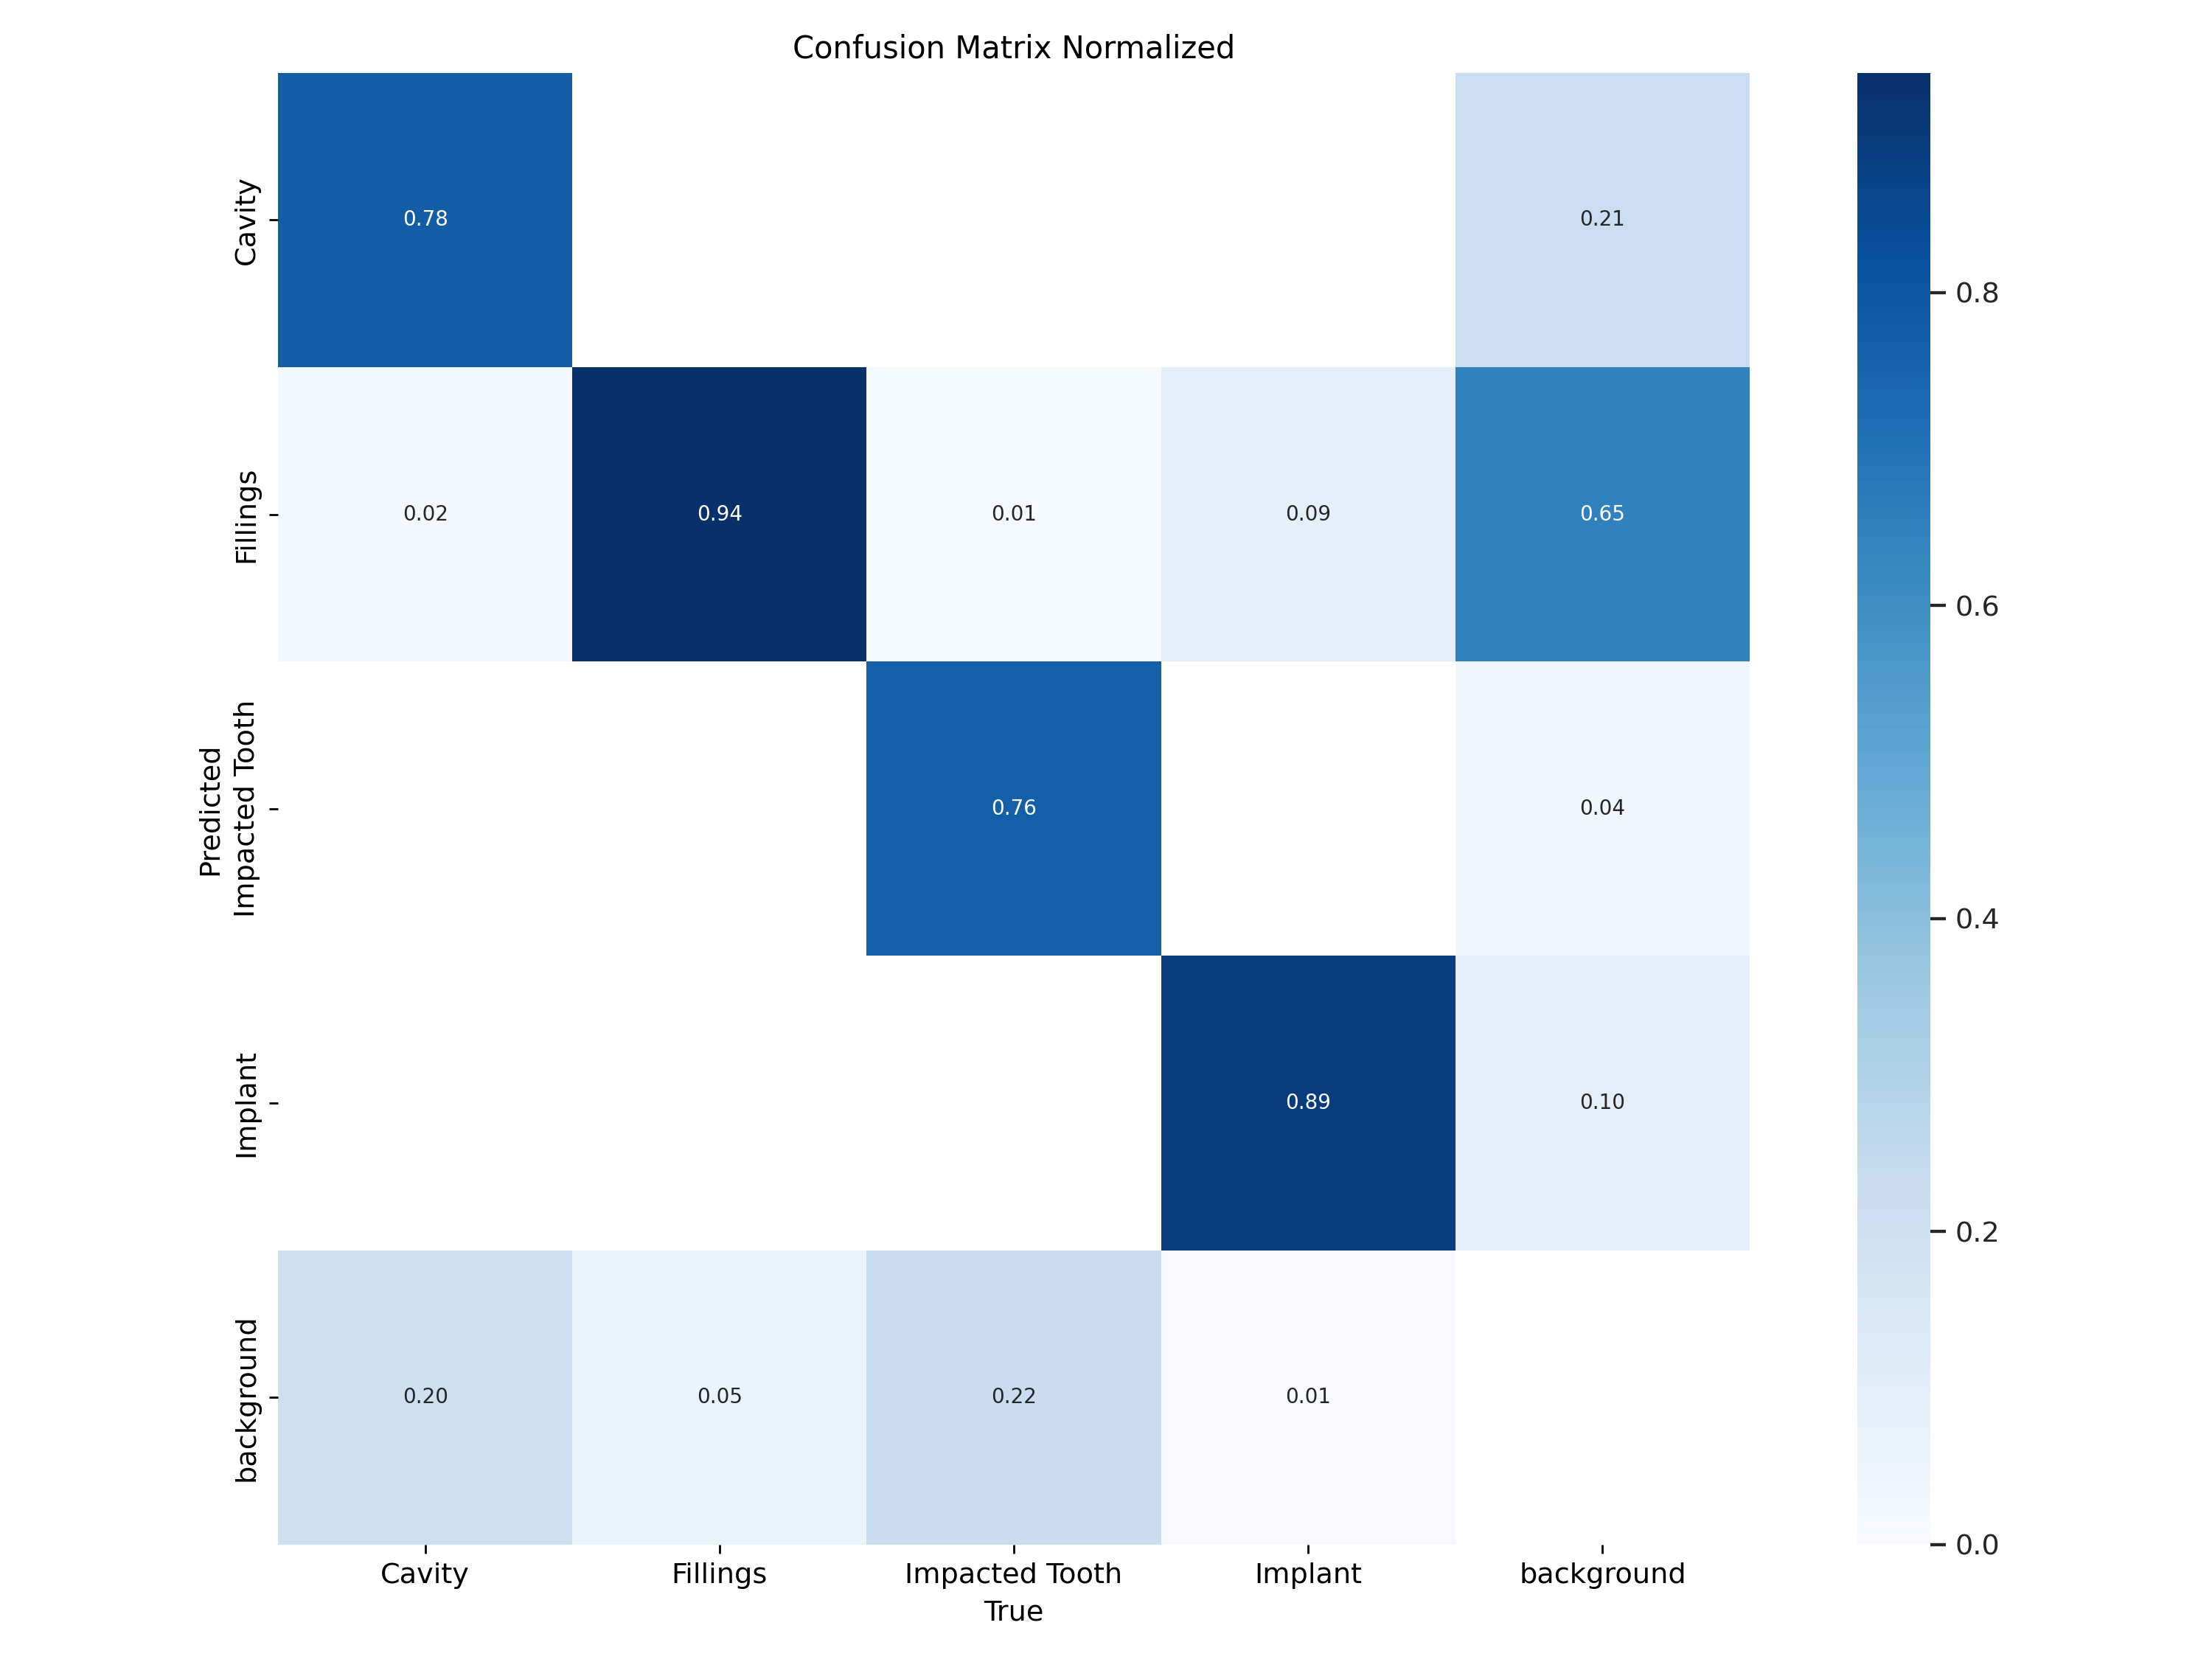 Confusion Matrix Normalized
Cavity
0.78
0.21
0.8
Fillings
0.02
0.94
0.01
0.09
0.65
0.6
Predicted
Impacted Tooth
0.76
0.04
0.4
Implant
0.89
0.10
0.2
background
0.20
0.05
0.22
0.01
0.0
Cavity
Fillings
Impacted Tooth
Implant
background
True